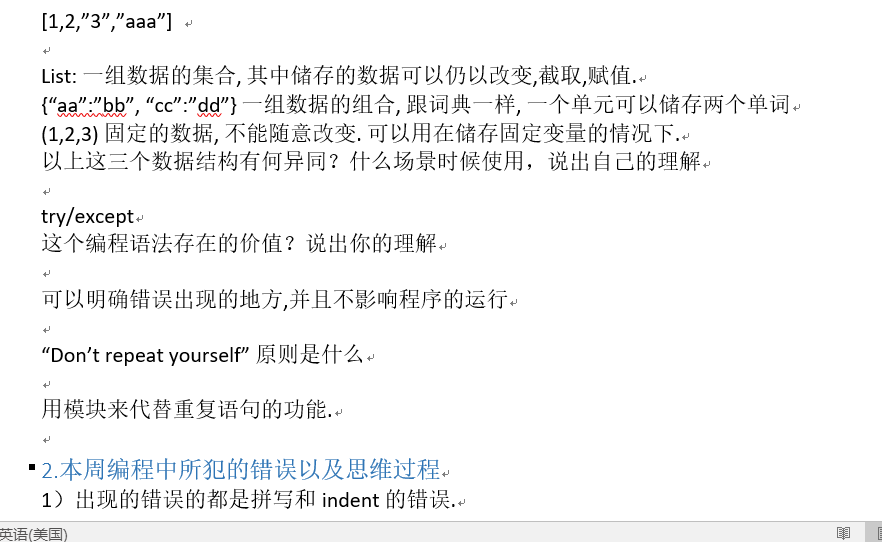 [1,2,”3”,”aaa”]
List: 一组数据的集合, 其中储存的数据可以仍以改变,截取,赋值.
{“aa”:”bb”, “cc”:”dd”} 一组数据的组合, 跟词典一样, 一个单元可以储存两个单词
(1,2,3) 固定的数据, 不能随意改变. 可以用在储存固定变量的情况下.
以上这三个数据结构有何异同？什么场景时候使用，说出自己的理解
try/except
这个编程语法存在的价值？说出你的理解
可以明确错误出现的地方,并且不影响程序的运行
“Don’t repeat yourself” 原则是什么
用模块来代替重复语句的功能.
2.本周编程中所犯的错误以及思维过程
1）出现的错误的都是拼写和 indent 的错误.
英语(美国)